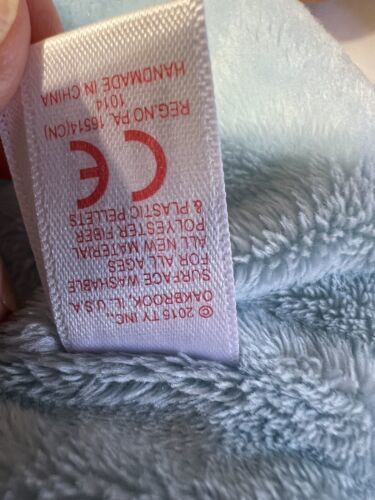 © 2015 TY INC.,
OAKBROOK, IL. U.S.A.
SURFACE WASHABLE
FOR ALL AGES
ALL NEW MATERIAL
POLYESTER FIBER
& PLASTIC PELLETS
CE
REG.NO PA. 16514(CN)
1014
HANDMADE IN CHINA